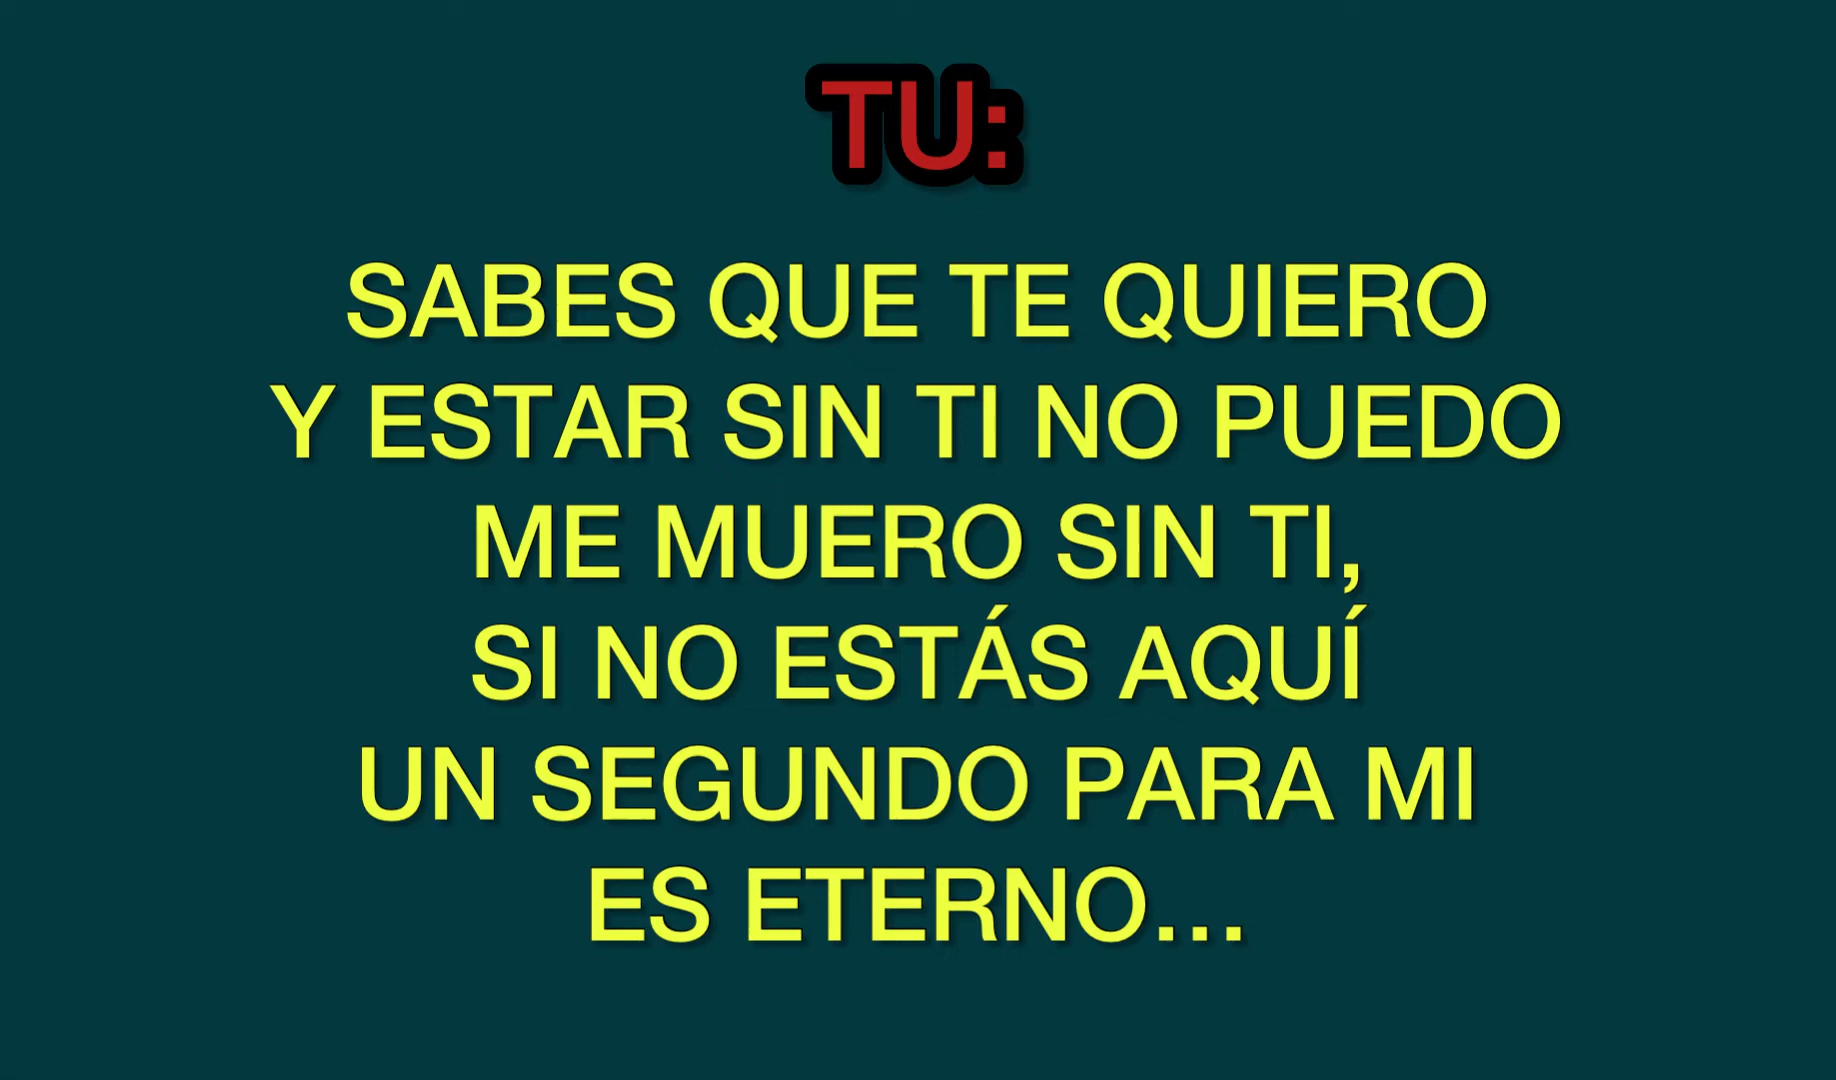 TU:
SABES QUE TE QUIERO
Y ESTAR SIN TI NO PUEDO
ME MUERO SIN TI,
SI NO ESTÁS AQUÍ
UN SEGUNDO PARA MI
ES ETERNO...